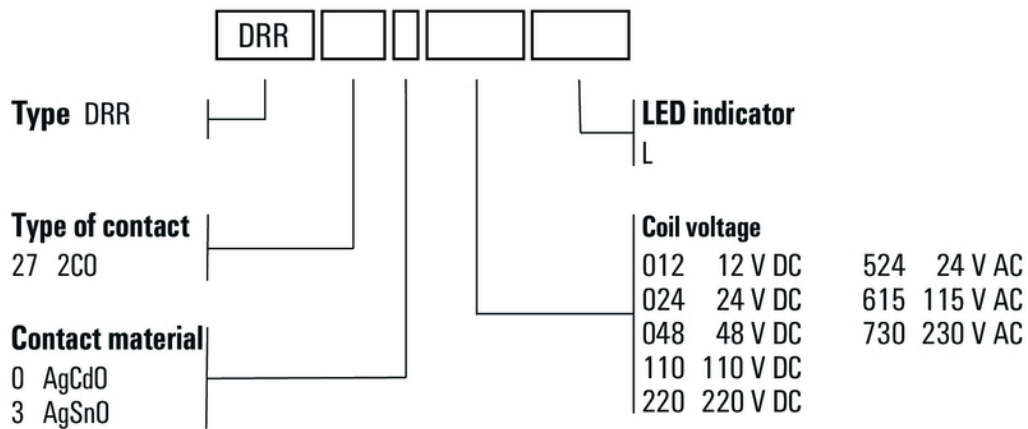 DRR
Type DRR
Type of contact
27 2CO
Contact material
0 AgCdO
3 AgSnO
LED indicator
L
Coil voltage
012 12 V DC 524 24 V AC
024 24 V DC 615 115 V AC
048 48 V DC 730 230 V AC
110 110 V DC
220 220 V DC